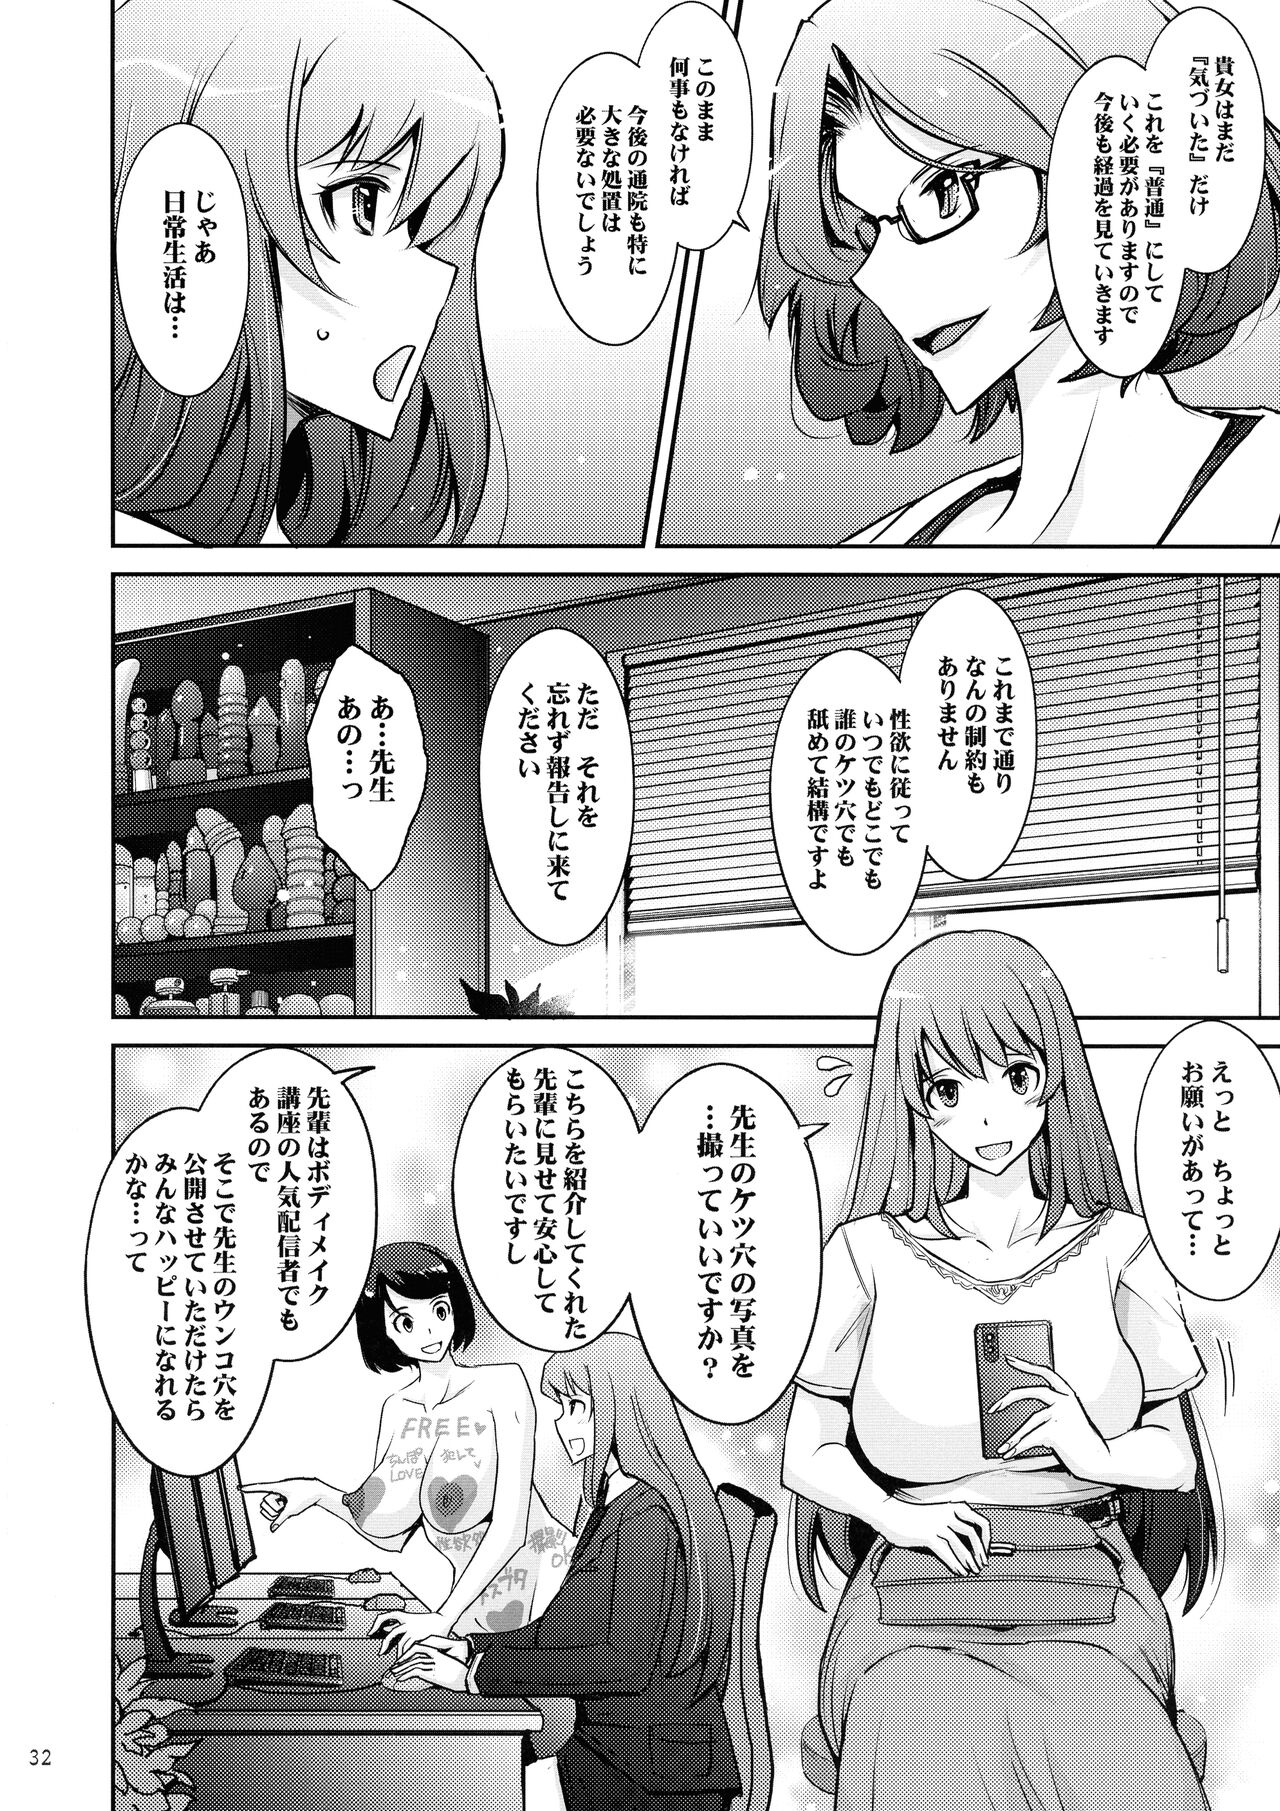 貴女はまだ
『気づいた』だけ
これを『普通』にして
いく必要がありますので
今後も経過を見ていきます
このまま
何事もなければ
今後の通院も特に
大きな処置は
必要ないでしょう
じゃあ
日常生活は…
これまで通り
なんの制約も
ありません
性欲に従って
いつでもどこでも
誰のケツ穴でも
舐めて結構ですよ
ただ それを
忘れず報告しに来て
ください
あ…先生
あの…っ
えっと ちょっと
お願いがあって…
先生のケツ穴の写真を
…撮っていいですか？
こちらを紹介してくれた
先輩に見せて安心して
もらいたいですし
先輩はボディメイク
講座の人気配信者でも
あるので
そこで先生のウンコ穴を
公開させていただけたら
みんなハッピーになれる
かな…って
FREE♥
ちんぽ
LOVE
犯して♥
撮影
OK
メスブタ
32